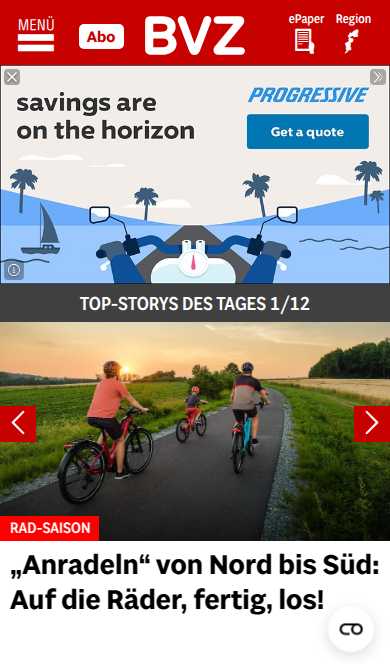 MENÜ
Abo
BVZ
ePaper
Region
savings are
on the horizon
PROGRESSIVE
Get a quote
TOP-STORYS DES TAGES 1/12
RAD-SAISON
„Anradeln“ von Nord bis Süd:
Auf die Räder, fertig, los!